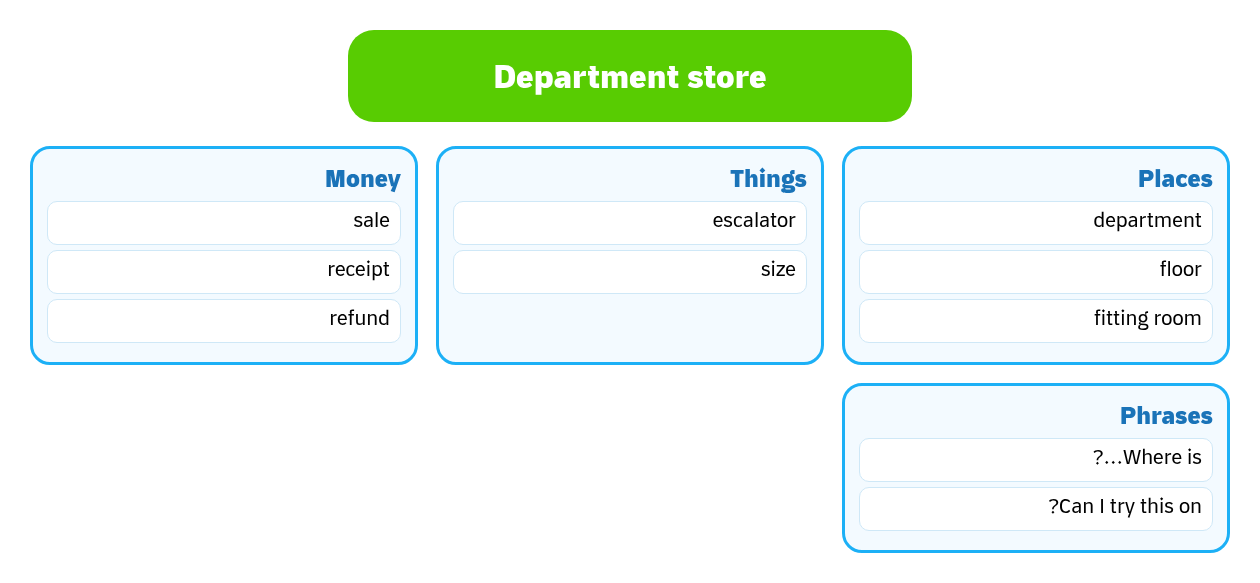 Department store
Places
department
floor
fitting room
Things
escalator
size
Money
sale
receipt
refund
Phrases
?...Where is
?Can I try this on